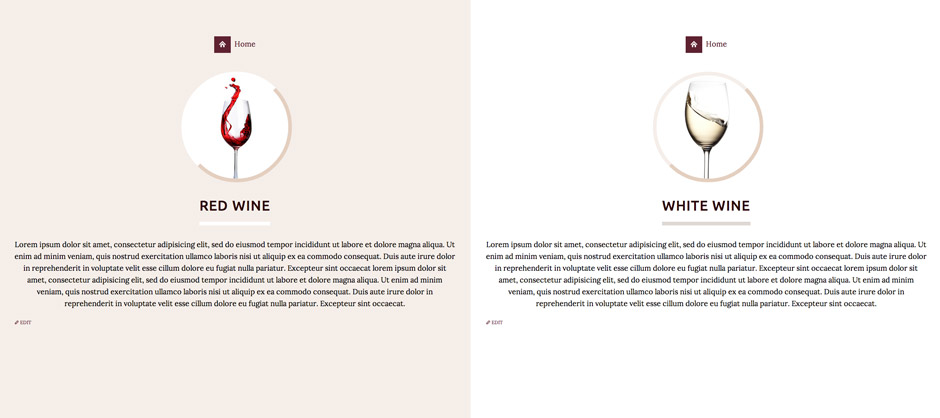 Home
RED WINE
Lorem ipsum dolor sit amet, consectetur adipisicing elit, sed do eiusmod tempor incididunt ut labore et dolore magna aliqua. Ut
enim ad minim veniam, quis nostrud exercitation ullamco laboris nisi ut aliquip ex ea commodo consequat. Duis aute irure dolor
in reprehenderit in voluptate velit esse cillum dolore eu fugiat nulla pariatur. Excepteur sint occaecat lorem ipsum dolor sit
amet, consectetur adipisicing elit, sed do eiusmod tempor incididunt ut labore et dolore magna aliqua. Ut enim ad minim
veniam, quis nostrud exercitation ullamco laboris nisi ut aliquip ex ea commodo consequat. Duis aute irure dolor in
reprehenderit in voluptate velit esse cillum dolore eu fugiat nulla pariatur. Excepteur sint occaecat.
EDIT
Home
WHITE WINE
Lorem ipsum dolor sit amet, consectetur adipisicing elit, sed do eiusmod tempor incididunt ut labore et dolore magna aliqua. Ut
enim ad minim veniam, quis nostrud exercitation ullamco laboris nisi ut aliquip ex ea commodo consequat. Duis aute irure dolor
in reprehenderit in voluptate velit esse cillum dolore eu fugiat nulla pariatur. Excepteur sint occaecat lorem ipsum dolor sit
amet, consectetur adipisicing elit, sed do eiusmod tempor incididunt ut labore et dolore magna aliqua. Ut enim ad minim
veniam, quis nostrud exercitation ullamco laboris nisi ut aliquip ex ea commodo consequat. Duis aute irure dolor in
reprehenderit in voluptate velit esse cillum dolore eu fugiat nulla pariatur. Excepteur sint occaecat.
EDIT